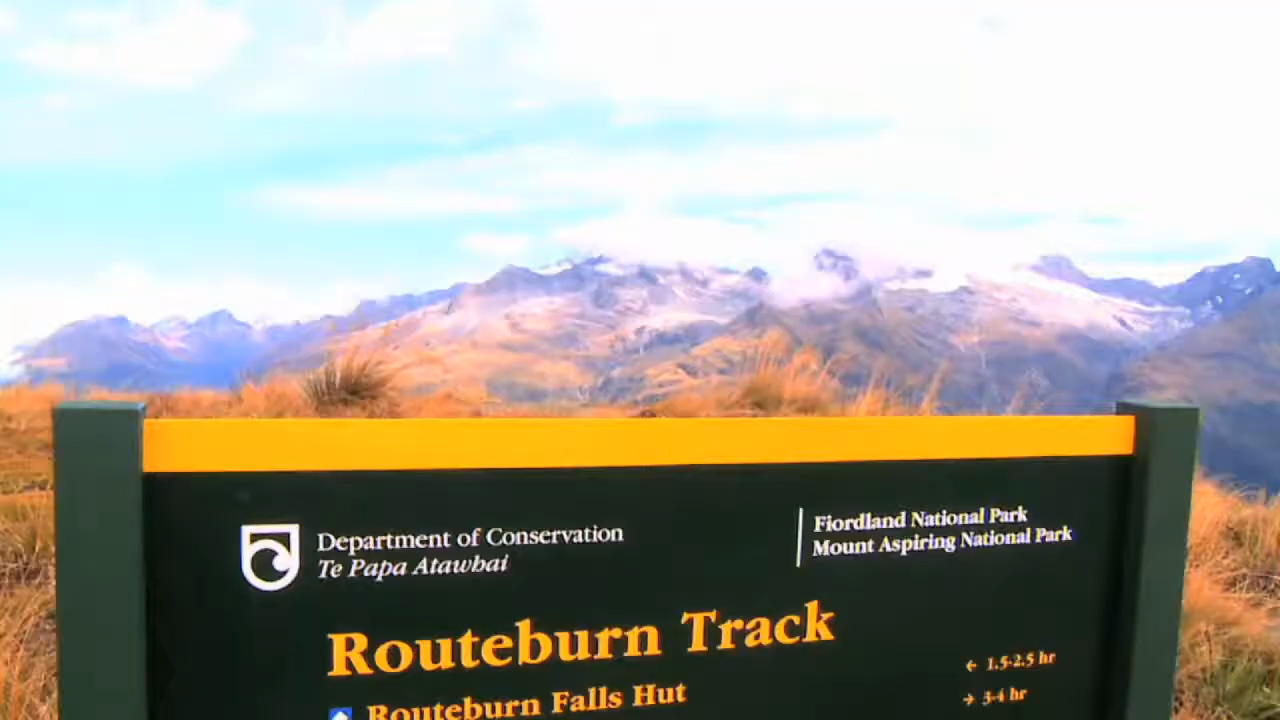 Department of Conservation
Te Papa Atawhai
Fiordland National Park
Mount Aspiring National Park
Routeburn Track
Routeburn Falls Hut
← 1.5-2.5 hr
→ 3-4 hr